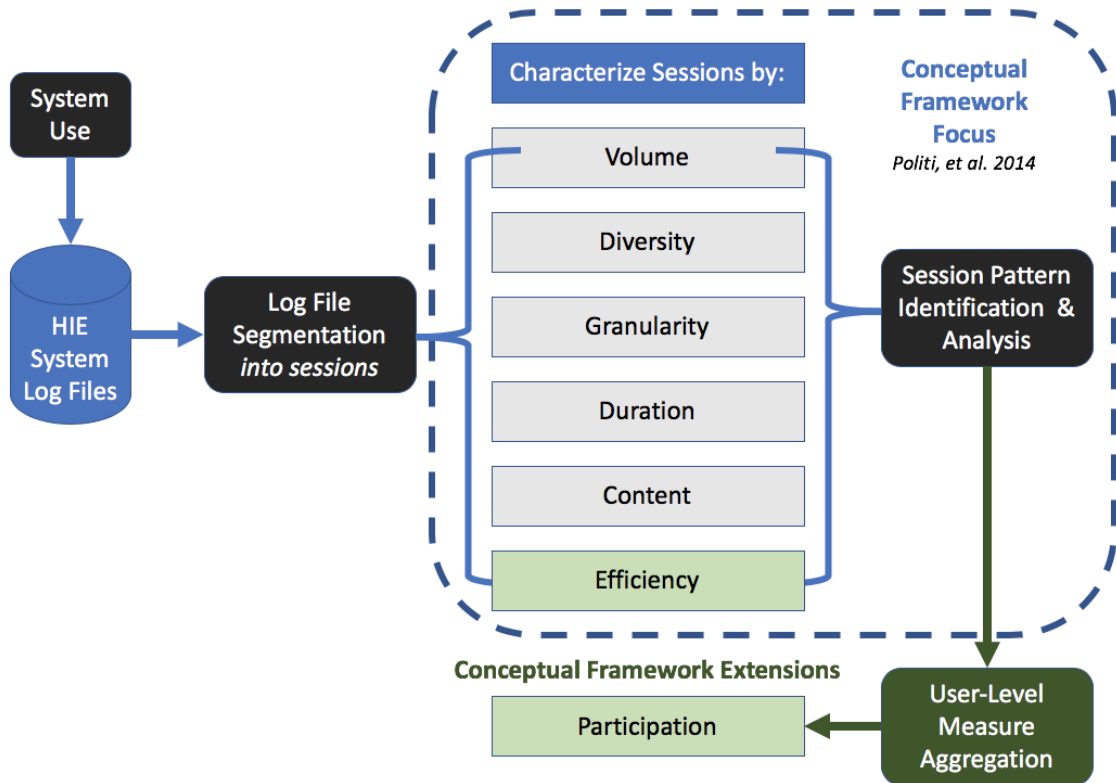 System
Use
HIE
System
Log Files
Log File
Segmentation
into sessions
Characterize Sessions by:
Volume
Diversity
Granularity
Duration
Content
Efficiency
Conceptual
Framework
Focus
Politi, et al. 2014
Session Pattern
Identification &
Analysis
Conceptual Framework Extensions
Participation
User-Level
Measure
Aggregation